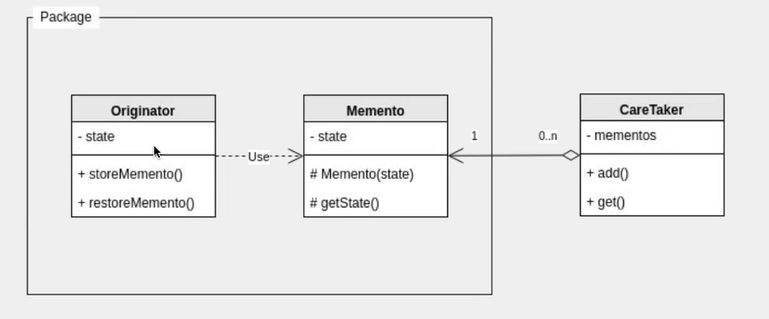 Package
Originator
- state
+ storeMemento()
+ restoreMemento()
Use
Memento
- state
# Memento(state)
# getState()
1
0..n
CareTaker
- mementos
+ add()
+ get()